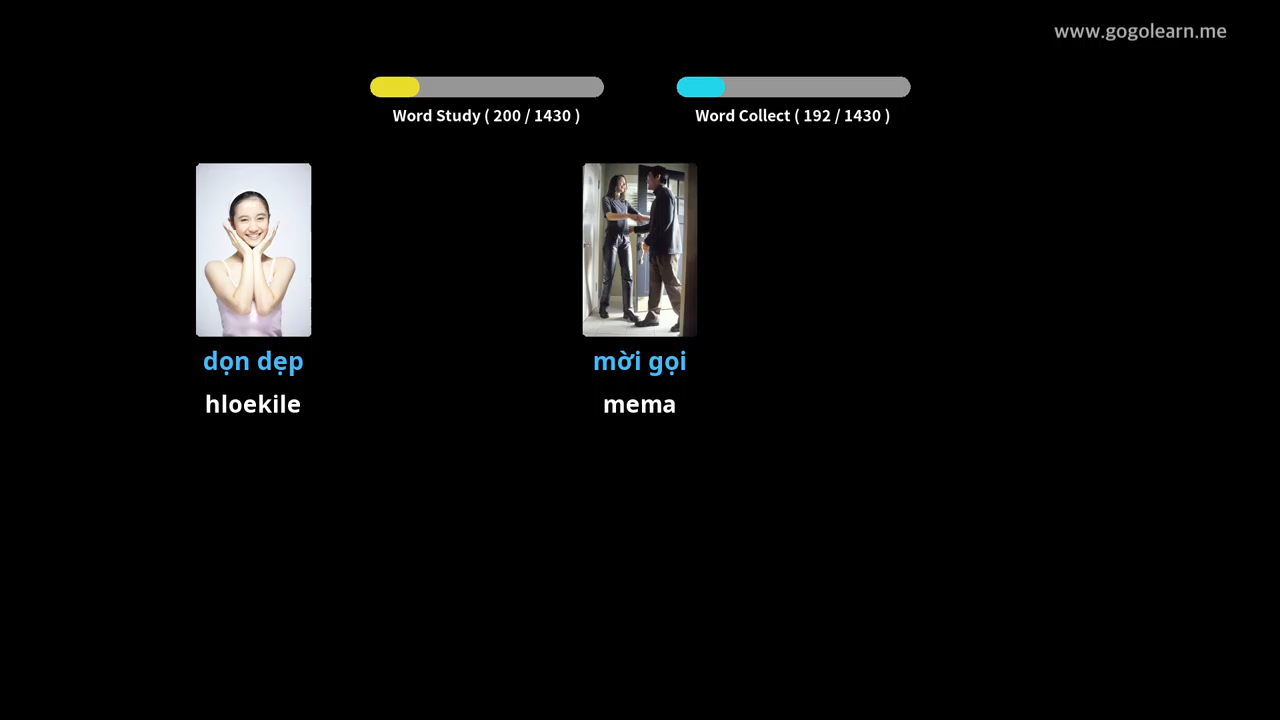 www.gogolearn.me
Word Study ( 200 / 1430 )
Word Collect ( 192 / 1430 )
dọn dẹp
mời gọi
hloekile
mema